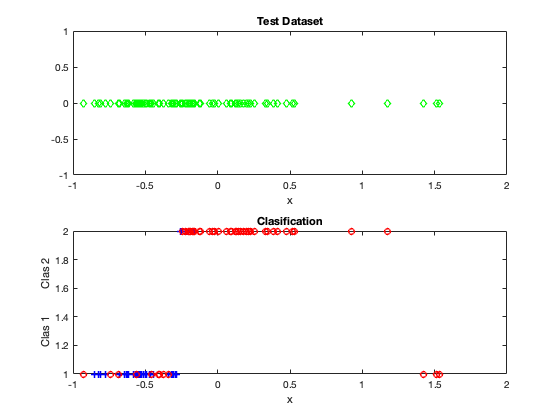 Test Dataset
1
0.5
0
-0.5
-1
-1 -0.5 0 0.5 1 1.5 2
x
Clasification
2
1.8
1.6
1.4
1.2
1
Clas 1 Clas 2
-1 -0.5 0 0.5 1 1.5 2
x